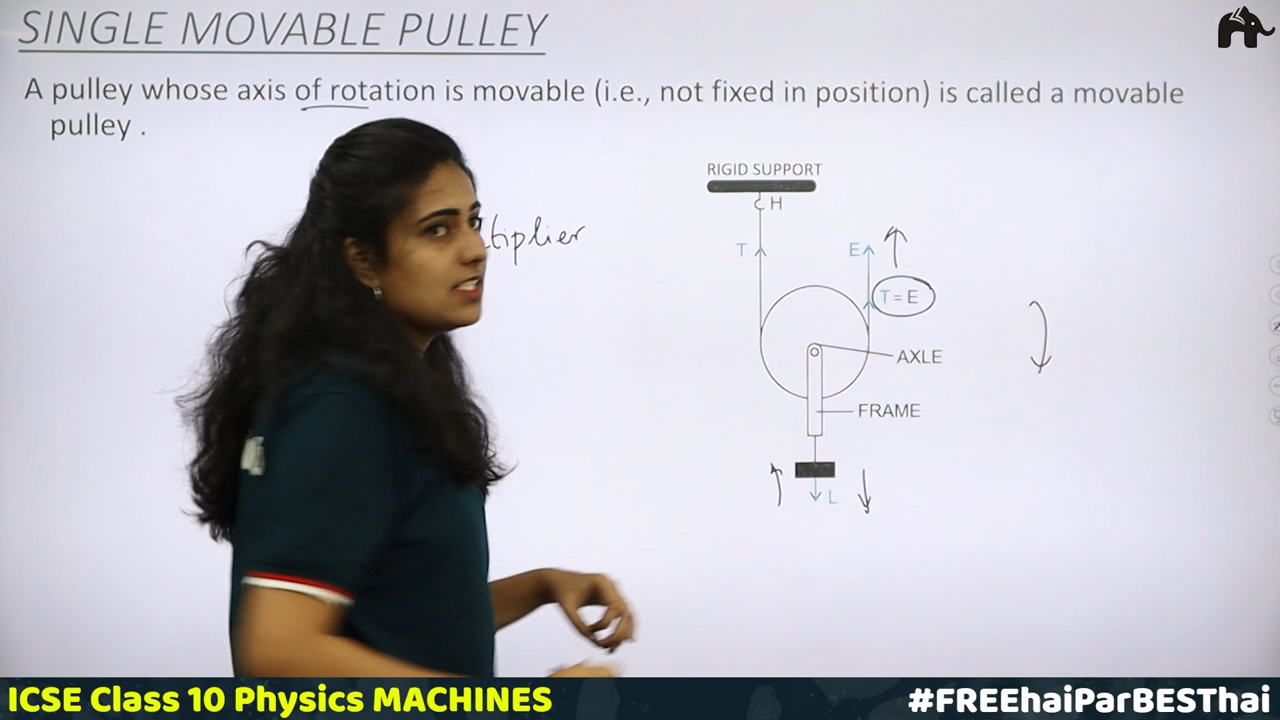 SINGLE MOVABLE PULLEY
A pulley whose axis of rotation is movable (i.e., not fixed in position) is called a movable
pulley .
RIGID SUPPORT
H
tiplier
T
E
T = E
AXLE
FRAME
L
ICSE Class 10 Physics MACHINES
#FREEhaiParBESThai